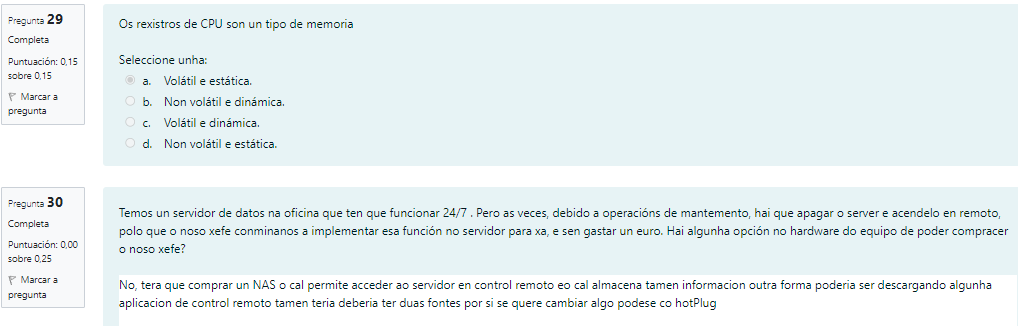 Pregunta 29
Completa
Puntuación: 0,15
sobre 0,15
Marcar a
pregunta
Os rexistros de CPU son un tipo de memoria
Seleccione unha:
a. Volátil e estática.
b. Non volátil e dinámica.
c. Volátil e dinámica.
d. Non volátil e estática.
Pregunta 30
Completa
Puntuación: 0,00
sobre 0,25
Marcar a
pregunta
Temos un servidor de datos na oficina que ten que funcionar 24/7 . Pero as veces, debido a operacións de mantemento, hai que apagar o server e acendelo en remoto,
polo que o noso xefe conminanos a implementar esa función no servidor para xa, e sen gastar un euro. Hai algunha opción no hardware do equipo de poder compracer
o noso xefe?
No, tera que comprar un NAS o cal permite acceder ao servidor en control remoto eo cal almacena tamen informacion outra forma poderia ser descargando algunha
aplicacion de control remoto tamen teria deberia ter duas fontes por si se quere cambiar algo podese co hotPlug